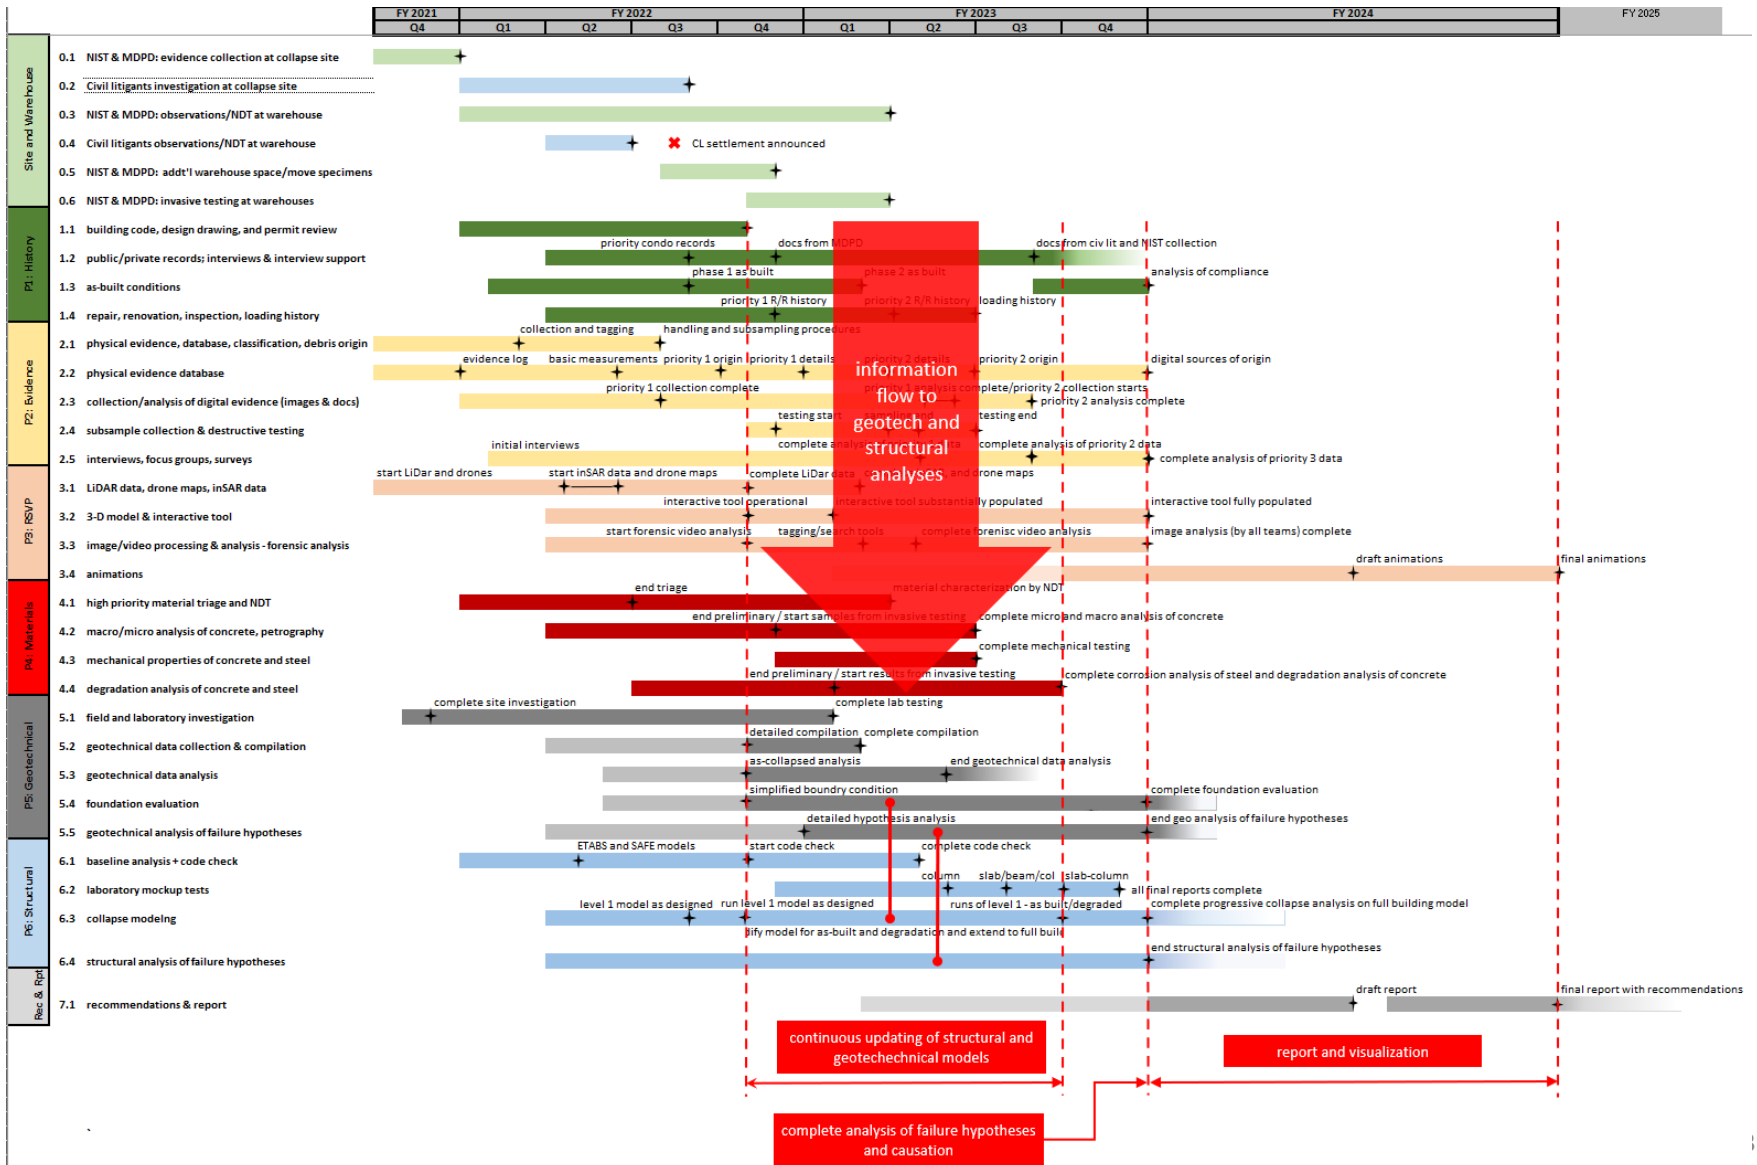 FY 2021 FY 2022 FY 2023 FY 2024 FY 2025
Q4 Q1 Q2 Q3 Q4 Q1 Q2 Q3 Q4
Site and Warehouse
0.1 NIST & MDPD: evidence collection at collapse site
0.2 Civil litigants investigation at collapse site
0.3 NIST & MDPD: observations/NDT at warehouse
0.4 Civil litigants observations/NDT at warehouse
CL settlement announced
0.5 NIST & MDPD: addt'l warehouse space/move specimens
0.6 NIST & MDPD: invasive testing at warehouses
P1: History
1.1 building code, design drawing, and permit review
priority condo records docs from MDPD docs from civ lit and NIST collection
1.2 public/private records; interviews & interview support
phase 1 as built phase 2 as built analysis of compliance
1.3 as-built conditions
priority 1 R/R history priority 2 R/R history loading history
1.4 repair, renovation, inspection, loading history
P2: Evidence
collection and tagging handling and subsampling procedures
2.1 physical evidence, database, classification, debris origin
evidence log basic measurements priority 1 origin priority 1 details priority 2 details priority 2 origin digital sources of origin
2.2 physical evidence database
priority 1 collection complete priority 1 analysis complete/priority 2 collection starts
2.3 collection/analysis of digital evidence (images & docs)
priority 2 analysis complete
testing start sampling end testing end
2.4 subsample collection & destructive testing
initial interviews complete analysis of data complete analysis of priority 2 data
2.5 interviews, focus groups, surveys
complete analysis of priority 3 data
information flow to geotech and structural analyses
P3: RSVP
start LiDar and drones start inSAR data and drone maps complete LiDar data and drone maps
3.1 LiDAR data, drone maps, inSAR data
interactive tool operational interactive tool substantially populated interactive tool fully populated
3.2 3-D model & interactive tool
start forensic video analysis tagging/search tools complete forenisc video analysis image analysis (by all teams) complete
3.3 image/video processing & analysis - forensic analysis
draft animations final animations
3.4 animations
P4: Materials
end triage material characterization by NDT
4.1 high priority material triage and NDT
end preliminary / start samples from invasive testing complete micro and macro analysis of concrete
4.2 macro/micro analysis of concrete, petrography
complete mechanical testing
4.3 mechanical properties of concrete and steel
end preliminary / start results from invasive testing complete corrosion analysis of steel and degradation analysis of concrete
4.4 degradation analysis of concrete and steel
P5: Geotechnical
complete site investigation complete lab testing
5.1 field and laboratory investigation
detailed compilation complete compilation
5.2 geotechnical data collection & compilation
as-collapsed analysis end geotechnical data analysis
5.3 geotechnical data analysis
simplified boundry condition complete foundation evaluation
5.4 foundation evaluation
detailed hypothesis analysis end geo analysis of failure hypotheses
5.5 geotechnical analysis of failure hypotheses
P6: Structural
ETABS and SAFE models start code check complete code check
6.1 baseline analysis + code check
column slab/beam/col slab-column
6.2 laboratory mockup tests
all final reports complete
level 1 model as designed run level 1 model as designed runs of level 1 - as built/degraded complete progressive collapse analysis on full building model
6.3 collapse modelng
dify model for as-built and degradation and extend to full buil
end structural analysis of failure hypotheses
6.4 structural analysis of failure hypotheses
Rec & Rpt
draft report final report with recommendations
7.1 recommendations & report
continuous updating of structural and
geotechechnical models
report and visualization
complete analysis of failure hypotheses
and causation